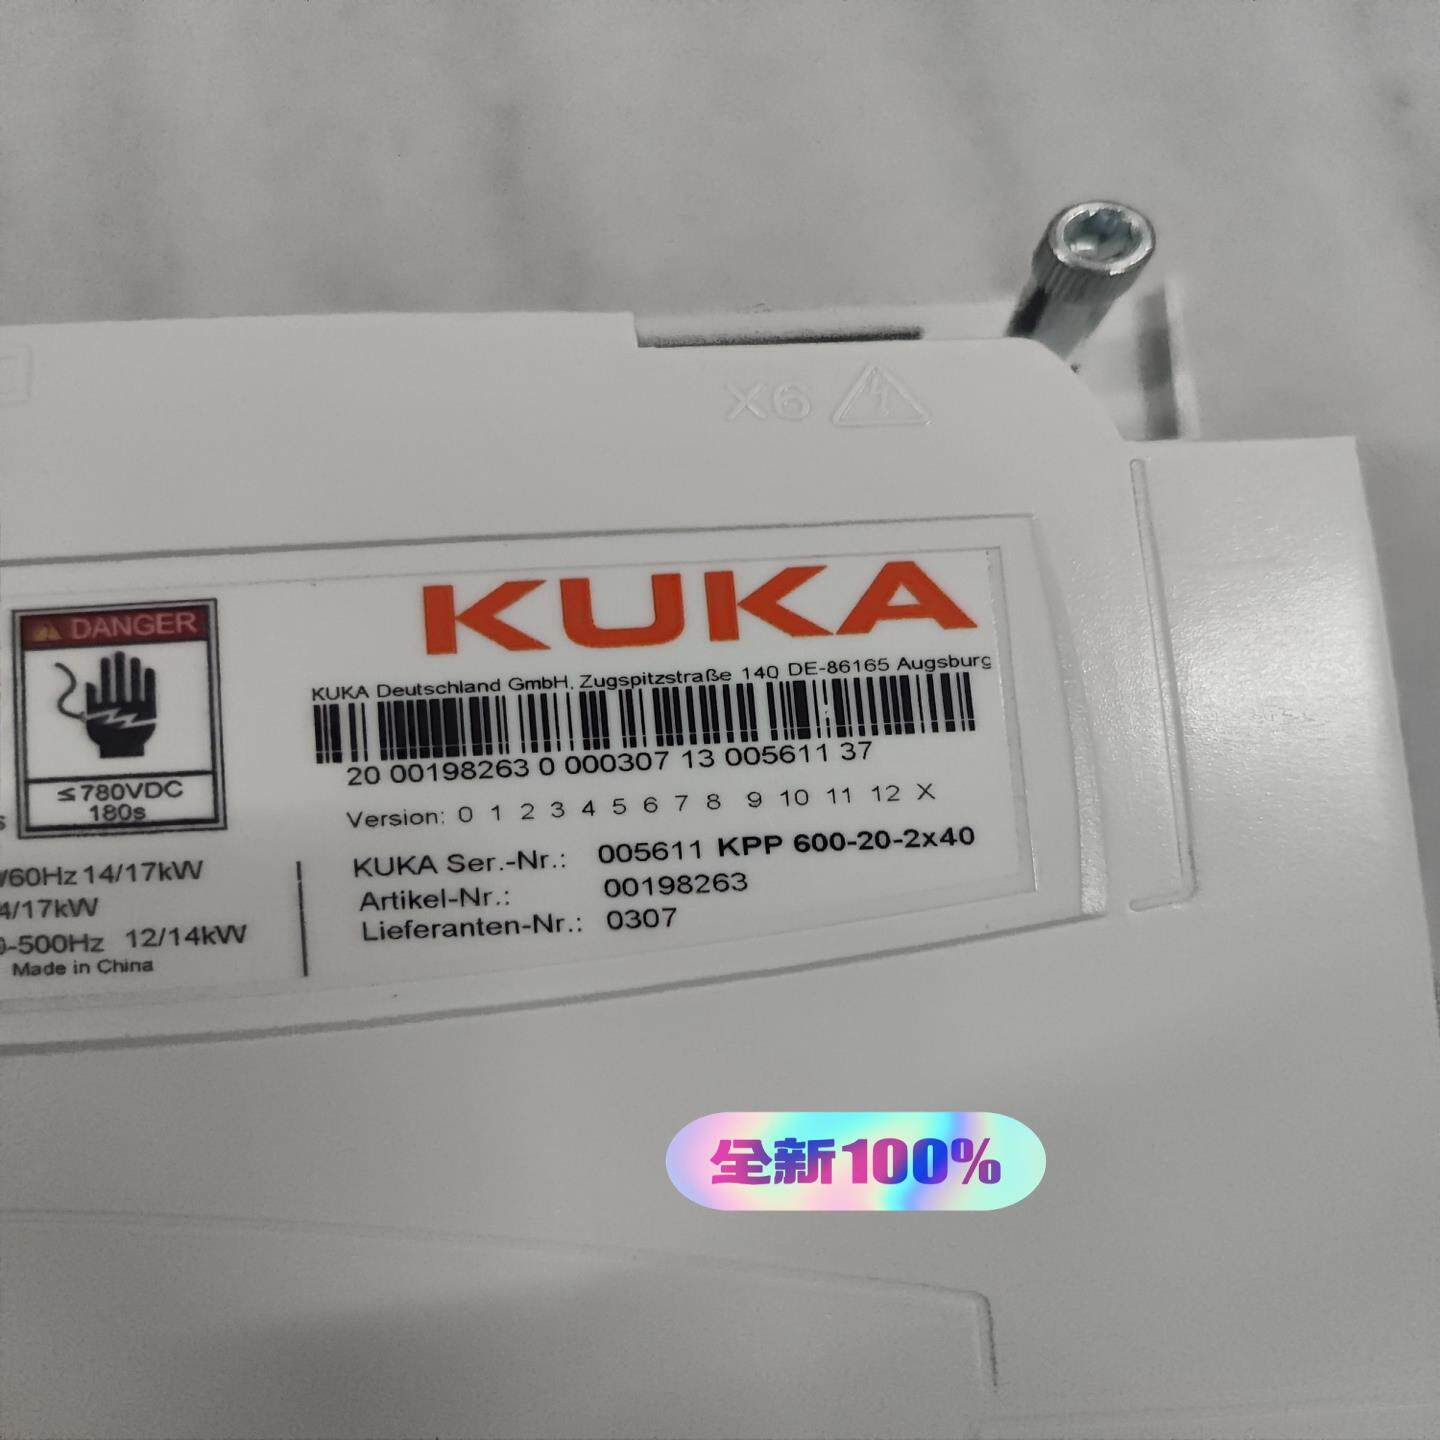 X6
DANGER
≤780VDC
180s
/60Hz 14/17kW
4/17kW
0-500Hz 12/14kW
Made in China
KUKA
KUKA Deutschland GmbH, Zugspitzstraße 140 DE-86165 Augsburg
20 00198263 0 000307 13 005611 37
Version: 0 1 2 3 4 5 6 7 8 9 10 11 12 X
KUKA Ser.-Nr.: 005611 KPP 600-20-2x40
Artikel-Nr.: 00198263
Lieferanten-Nr.: 0307
全新100%